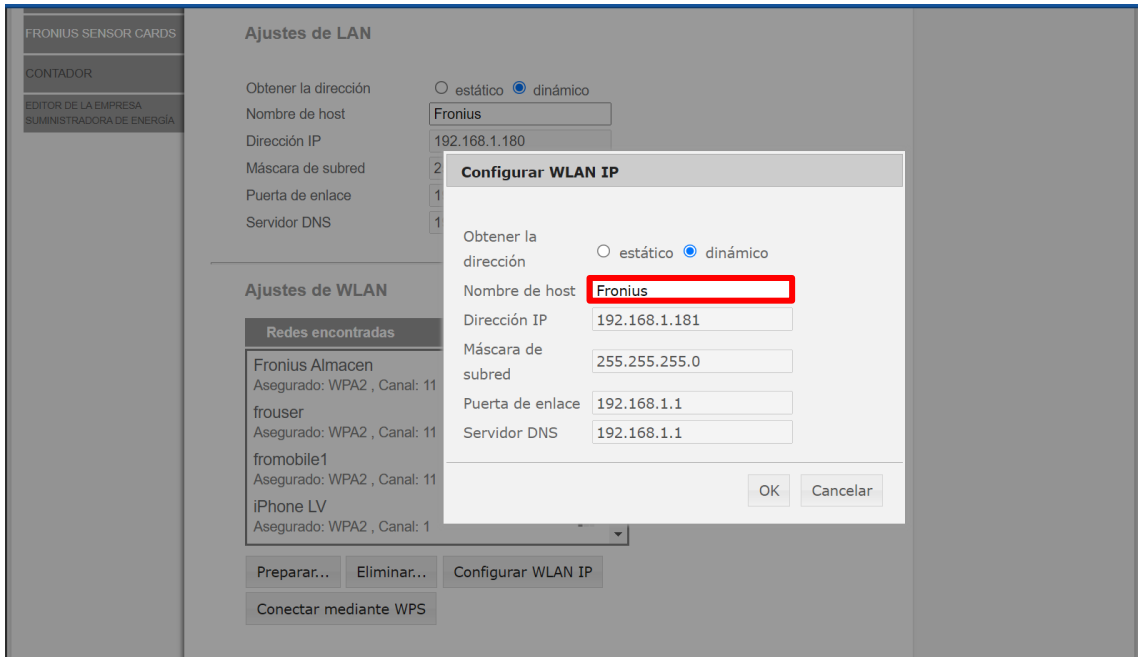 FRONIUS SENSOR CARDS
CONTADOR
EDITOR DE LA EMPRESA
SUMINISTRADORA DE ENERGÍA
Ajustes de LAN
Obtener la dirección estático dinámico
Nombre de host Fronius
Dirección IP 192.168.1.180
Máscara de subred 2
Puerta de enlace 1
Servidor DNS 1
Ajustes de WLAN
Redes encontradas
Fronius Almacen
Asegurado: WPA2 , Canal: 11
frouser
Asegurado: WPA2 , Canal: 11
fromobile1
Asegurado: WPA2 , Canal: 11
iPhone LV
Asegurado: WPA2 , Canal: 1
Preparar... Eliminar... Configurar WLAN IP
Conectar mediante WPS
Configurar WLAN IP
Obtener la
dirección
estático dinámico
Nombre de host Fronius
Dirección IP 192.168.1.181
Máscara de
subred
255.255.255.0
Puerta de enlace 192.168.1.1
Servidor DNS 192.168.1.1
OK Cancelar